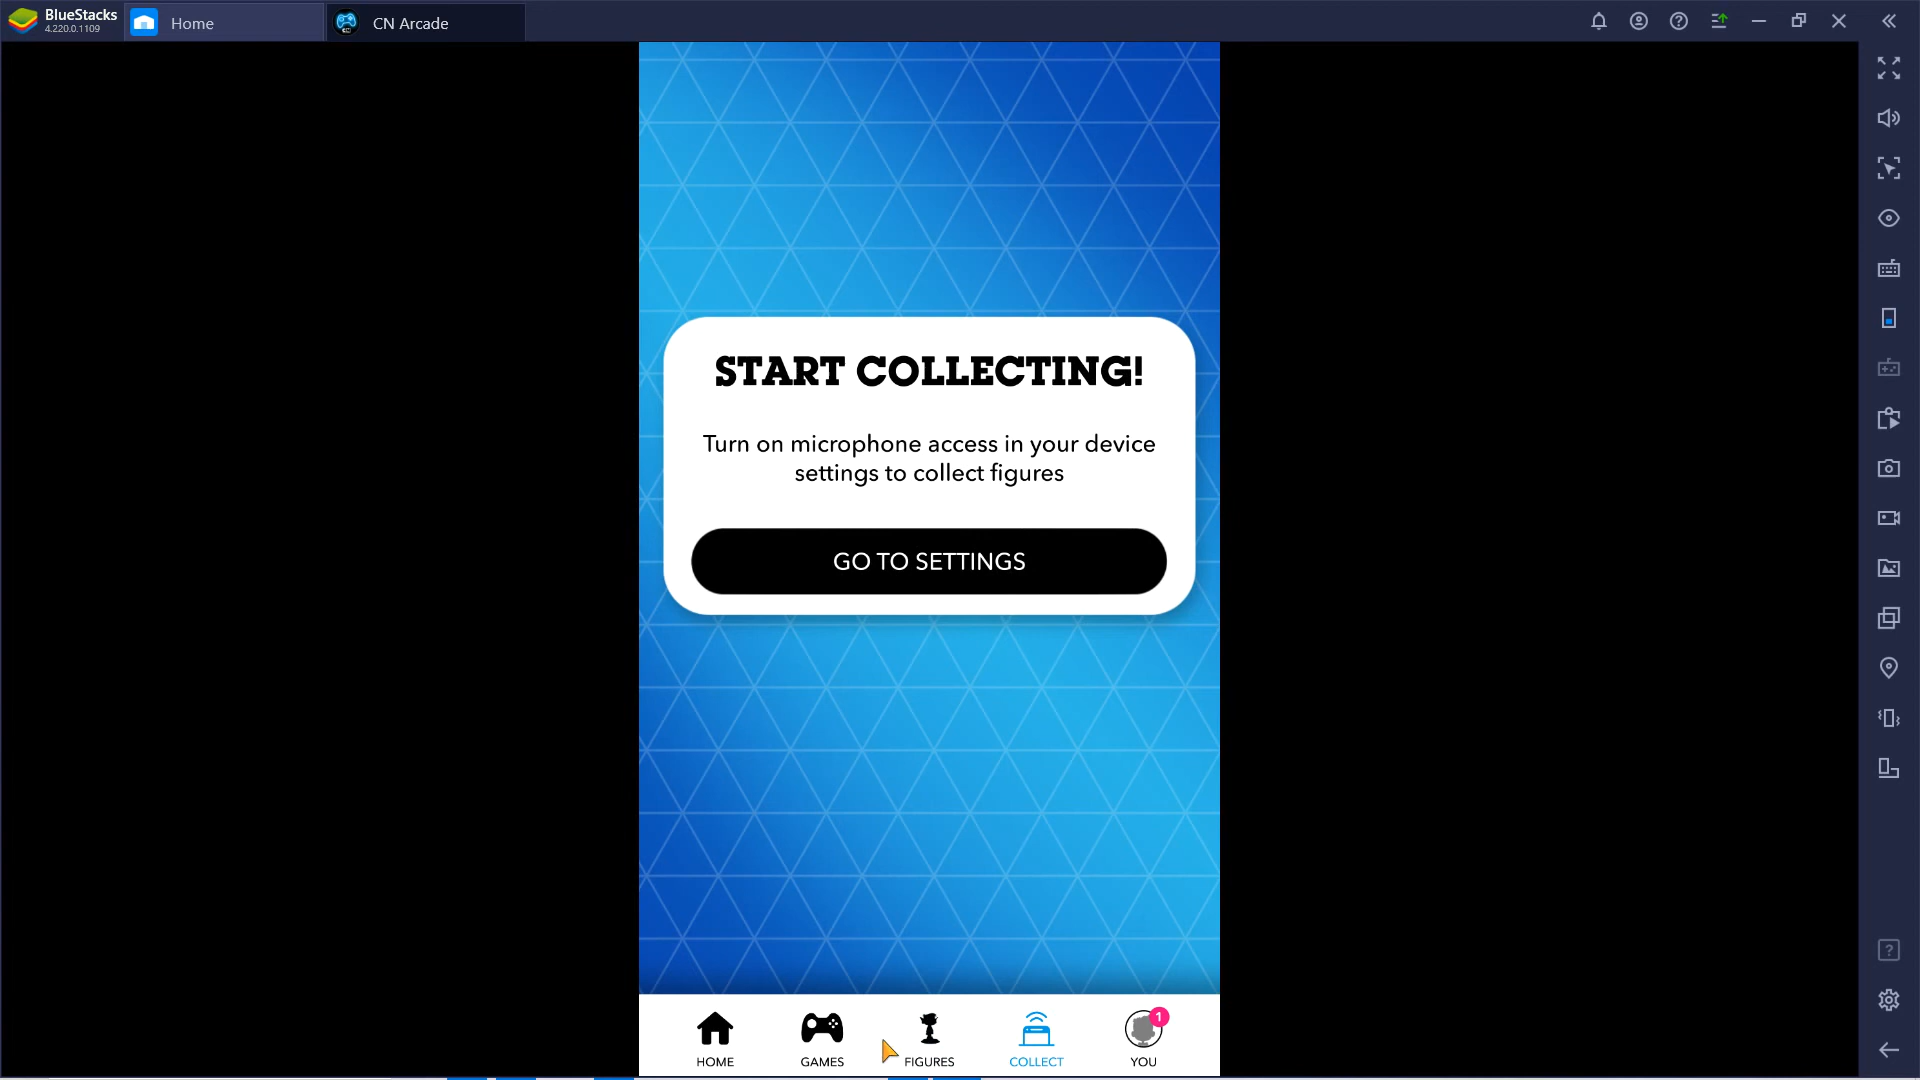 BlueStacks
4.220.0.1109
Home
CN Arcade
START COLLECTING!
Turn on microphone access in your device
settings to collect figures
GO TO SETTINGS
HOME
GAMES
FIGURES
COLLECT
1
YOU